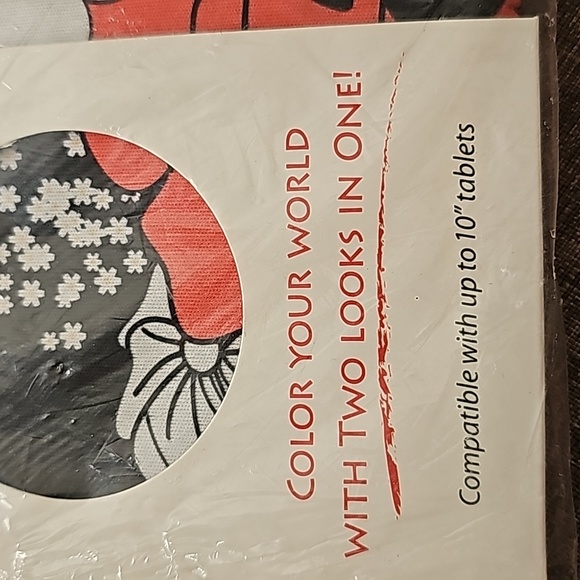 COLOR YOUR WORLD
WITH TWO LOOKS IN ONE!
Compatible with up to 10" tablets